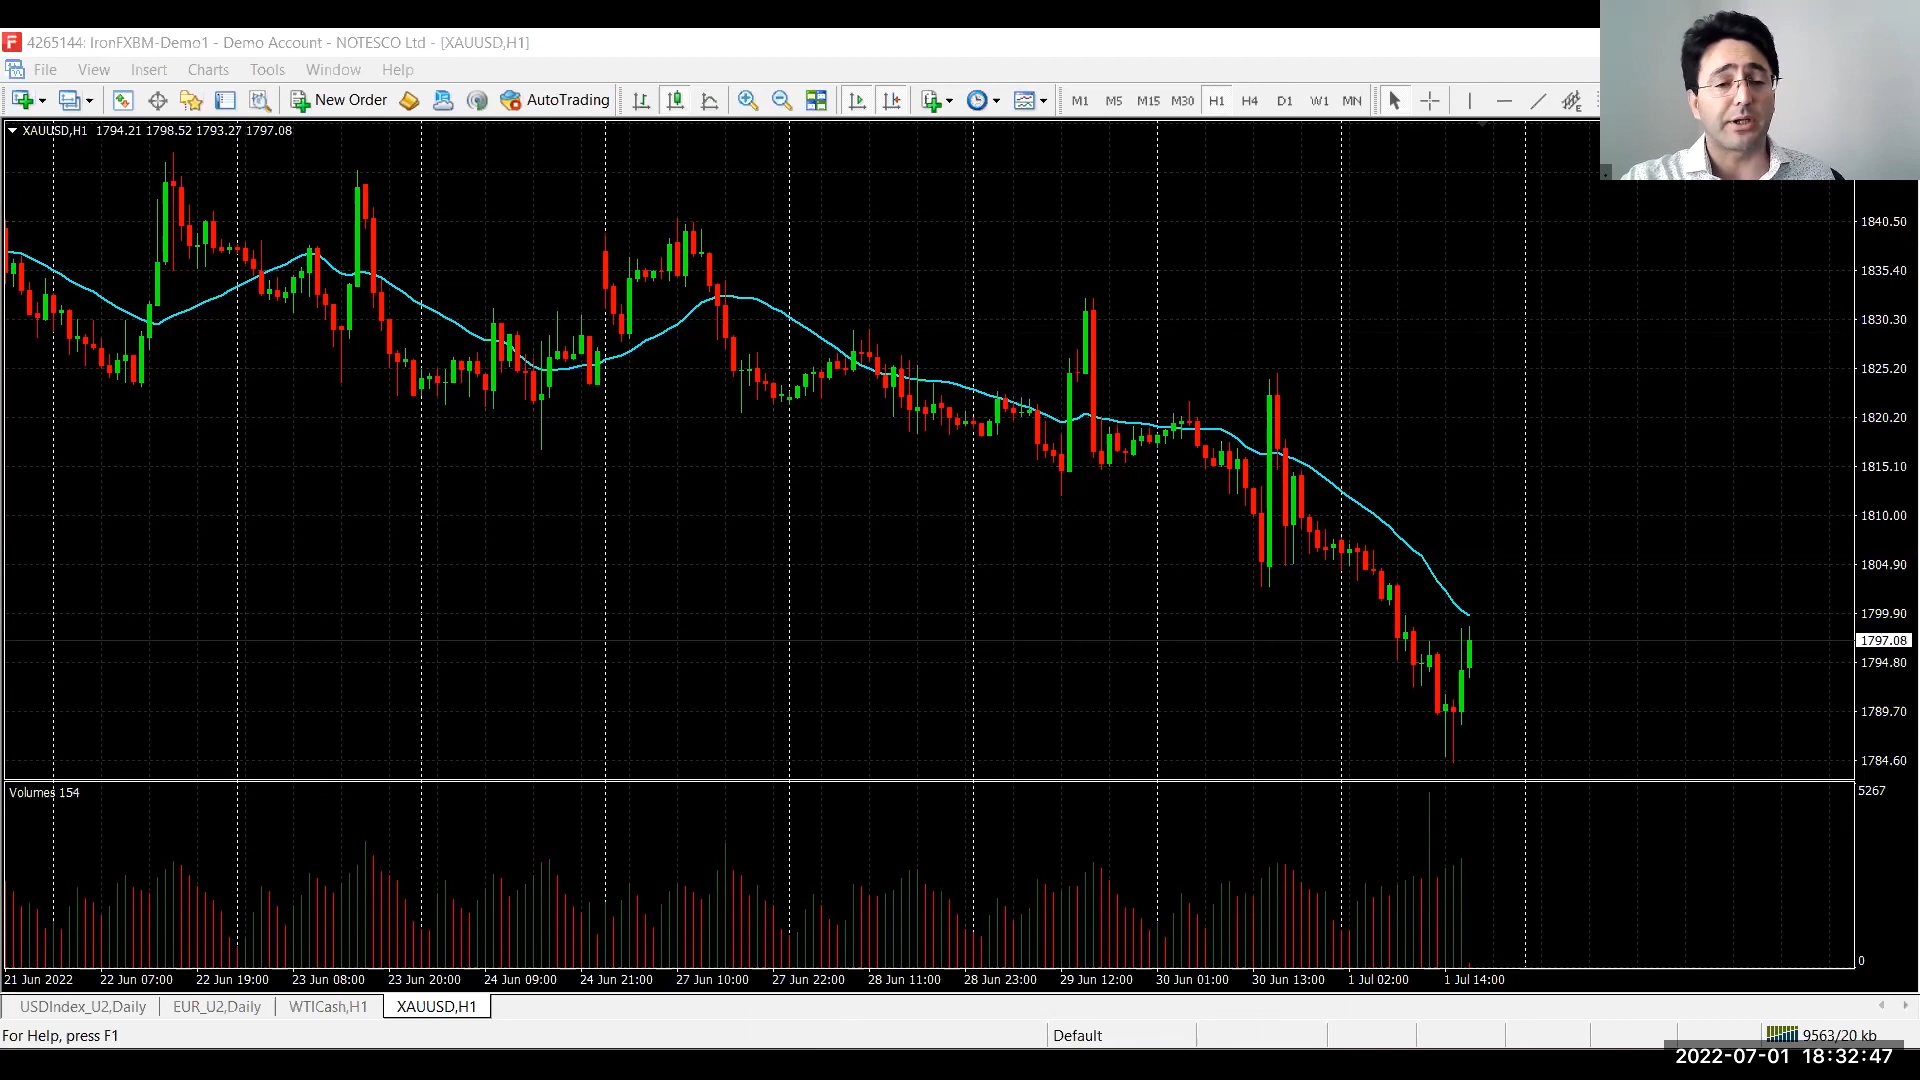 4265144: IronFXBM-Demo1 - Demo Account - NOTESCO Ltd - [XAUUSD,H1]
File View Insert Charts Tools Window Help
New Order AutoTrading M1 M5 M15 M30 H1 H4 D1 W1 MN
XAUUSD,H1 1794.21 1798.52 1793.27 1797.08
1840.50
1835.40
1830.30
1825.20
1820.20
1815.10
1810.00
1804.90
1799.90
1797.08
1794.80
1789.70
1784.60
Volumes 154
5267
0
21 Jun 2022 22 Jun 07:00 22 Jun 19:00 23 Jun 08:00 23 Jun 20:00 24 Jun 09:00 24 Jun 21:00 27 Jun 10:00 27 Jun 22:00 28 Jun 11:00 28 Jun 23:00 29 Jun 12:00 30 Jun 01:00 30 Jun 13:00 1 Jul 02:00 1 Jul 14:00
USDIndex_U2,Daily EUR_U2,Daily WTICash,H1 XAUUSD,H1
For Help, press F1 Default 9563/20 kb
2022-07-01 18:32:47